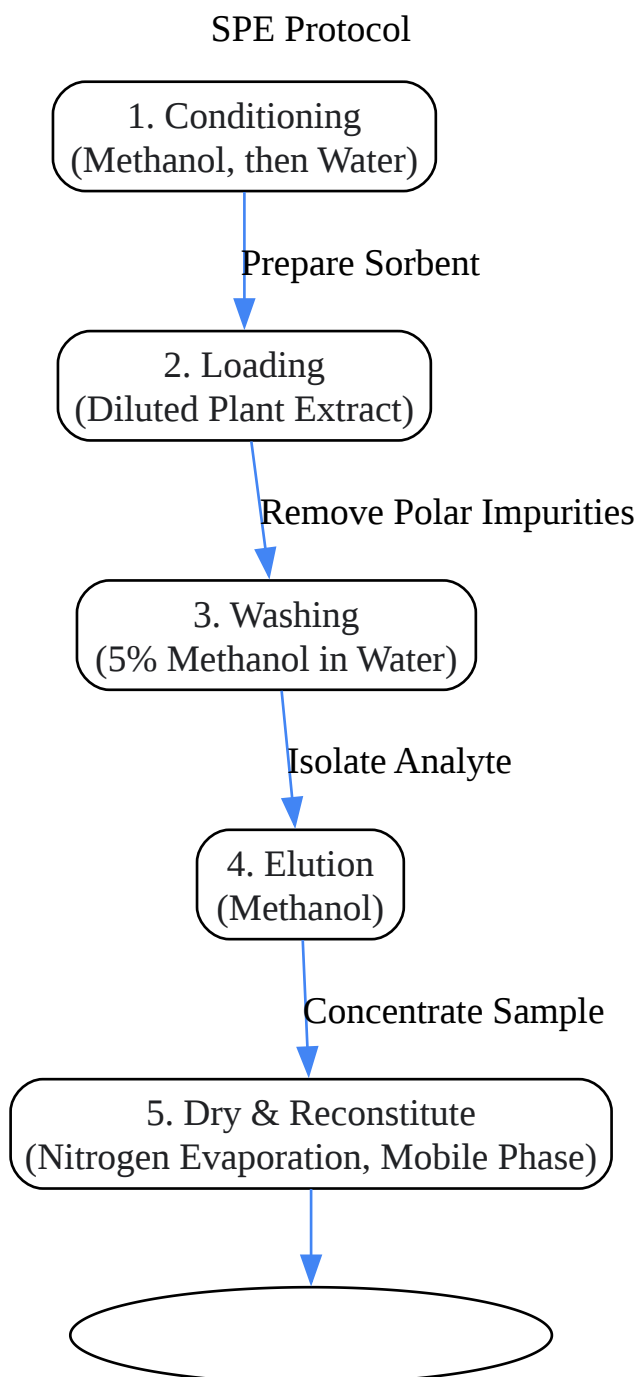 SPE Protocol
1. Conditioning
(Methanol, then Water)
Prepare Sorbent
2. Loading
(Diluted Plant Extract)
Remove Polar Impurities
3. Washing
(5% Methanol in Water)
Isolate Analyte
4. Elution
(Methanol)
Concentrate Sample
5. Dry & Reconstitute
(Nitrogen Evaporation, Mobile Phase)